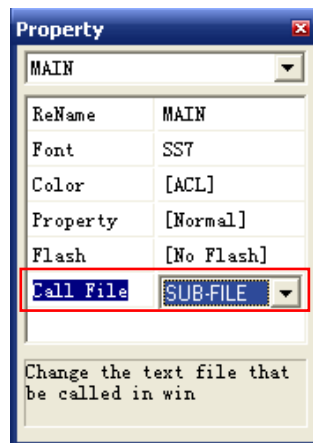 Property
MAIN
ReName MAIN
Font SS7
Color [ACL]
Property [Normal]
Flash [No Flash]
Call File SUB-FILE
Change the text file that
be called in win